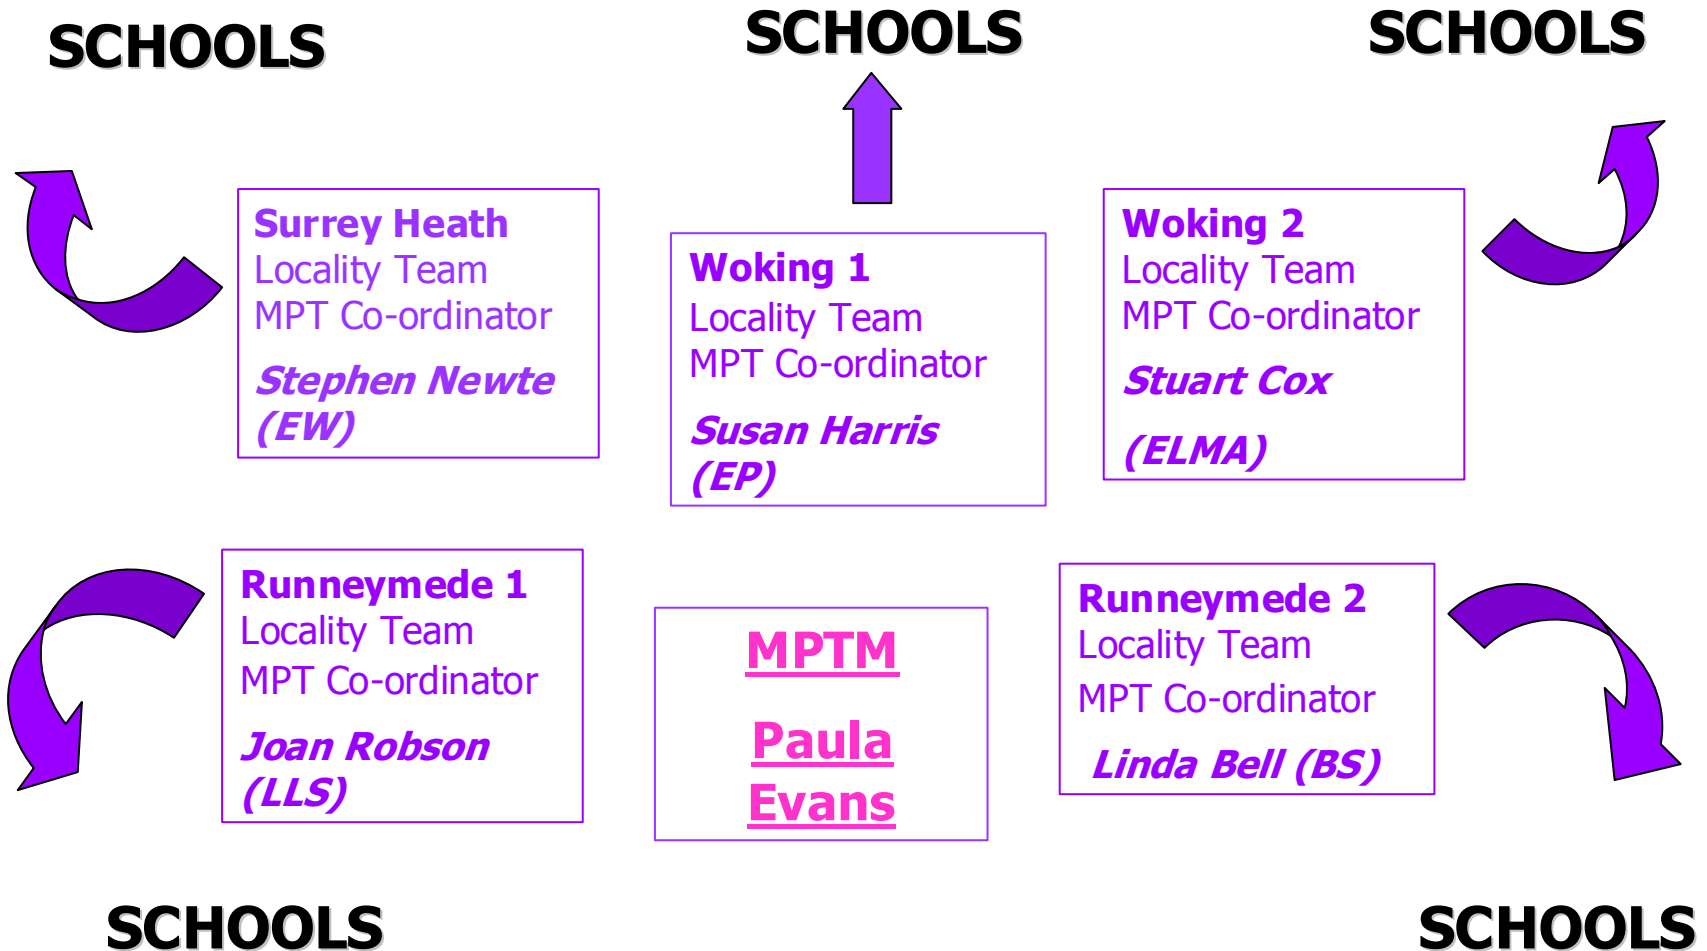 SCHOOLS
SCHOOLS
SCHOOLS
Surrey Heath
Locality Team
MPT Co-ordinator
Stephen Newte
(EW)
Woking 1
Locality Team
MPT Co-ordinator
Susan Harris
(EP)
Woking 2
Locality Team
MPT Co-ordinator
Stuart Cox
(ELMA)
Runneymede 1
Locality Team
MPT Co-ordinator
Joan Robson
(LLS)
MPTM
Paula
Evans
Runneymede 2
Locality Team
MPT Co-ordinator
Linda Bell (BS)
SCHOOLS
SCHOOLS